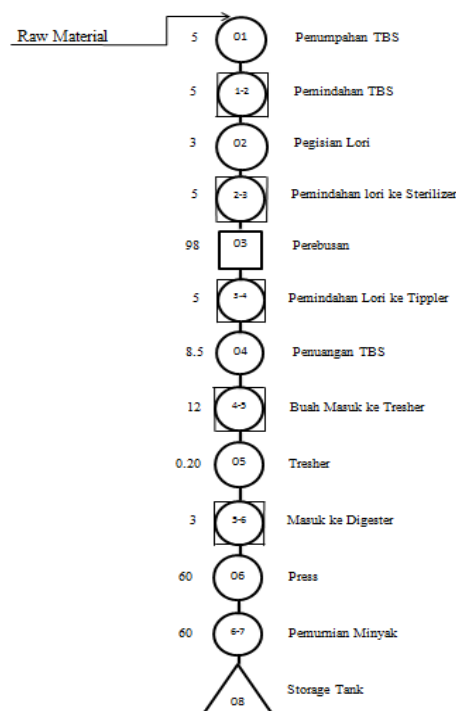 Raw Material
5 O1 Penumpahan TBS
5 1-2 Pemindahan TBS
3 O2 Pegisian Lori
5 2-3 Pemindahan lori ke Sterilizer
98 O3 Perebusan
5 3-4 Pemindahan Lori ke Tippler
8.5 O4 Penuangan TBS
12 4-5 Buah Masuk ke Tresher
0.20 O5 Tresher
3 5-6 Masuk ke Digester
60 O6 Press
60 6-7 Pemurnian Minyak
O8 Storage Tank